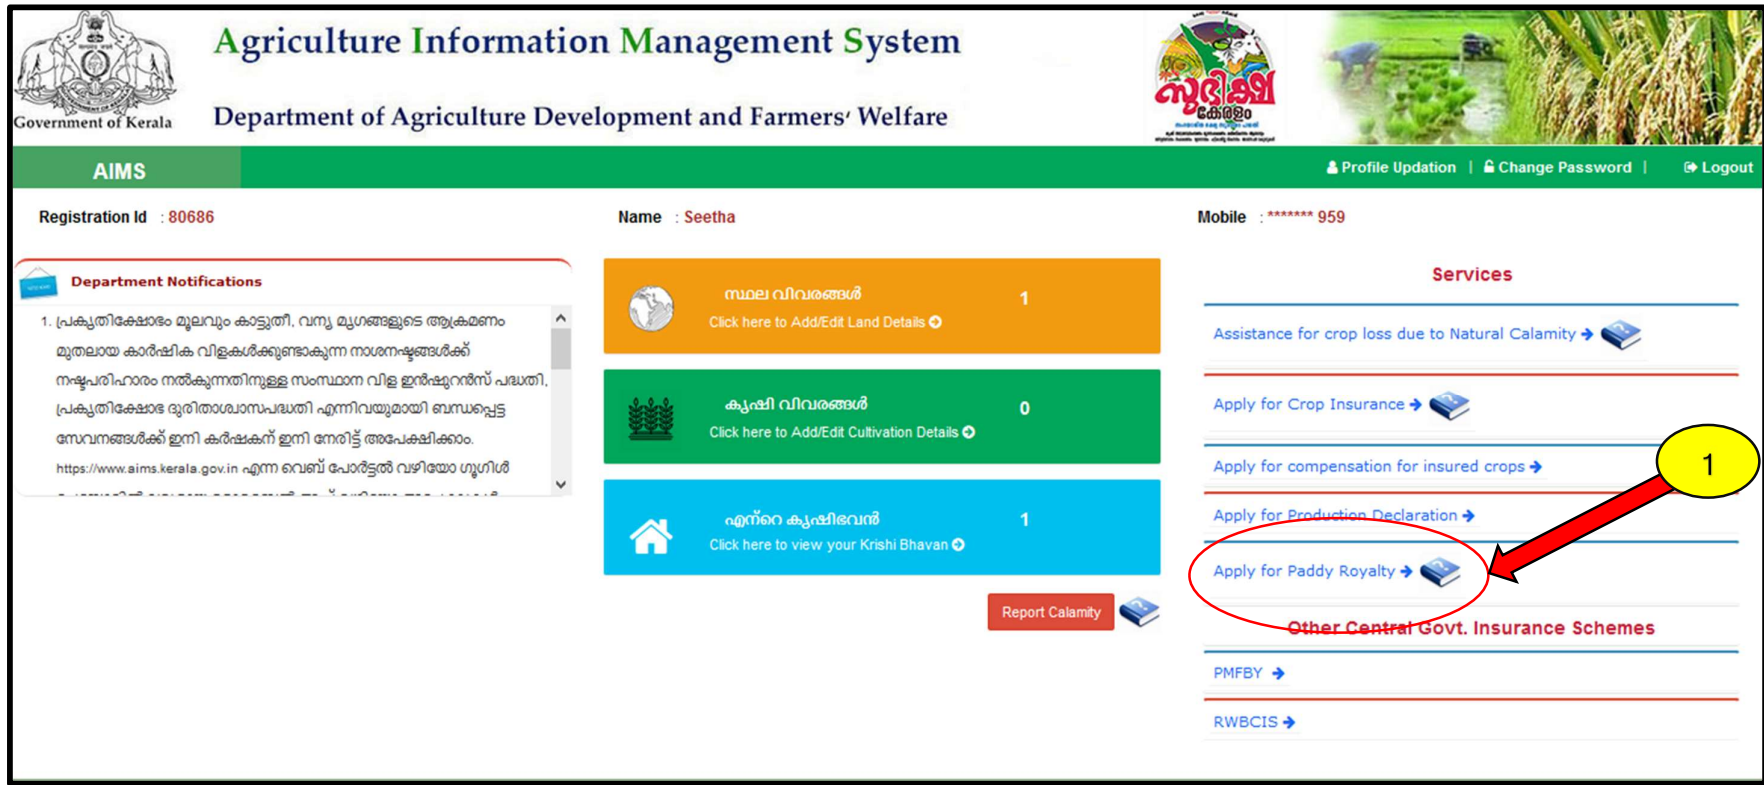 Agriculture Information Management System
Department of Agriculture Development and Farmers' Welfare
Government of Kerala
സുഭിക്ഷ
കേരളം
AIMS
Profile Updation | Change Password | Logout
Registration Id : 80686
Name : Seetha
Mobile : ******* 959
Department Notifications
1. പ്രകൃതിക്ഷോഭം മൂലവും കാട്ടുതീ, വന്യ മൃഗങ്ങളുടെ ആക്രമണം
മുതലായ കാർഷിക വിളകൾക്കുണ്ടാകുന്ന നാശനഷ്ടങ്ങൾക്ക്
നഷ്ടപരിഹാരം നൽകുന്നതിനുള്ള സംസ്ഥാന വിള ഇൻഷുറൻസ് പദ്ധതി,
പ്രകൃതിക്ഷോഭ ദുരിതാശ്വാസപദ്ധതി എന്നിവയുമായി ബന്ധപ്പെട്ട
സേവനങ്ങൾക്ക് ഇനി കർഷകന് ഇനി നേരിട്ട് അപേക്ഷിക്കാം.
https://www.aims.kerala.gov.in എന്ന വെബ് പോർട്ടൽ വഴിയോ ഗൂഗിൾ
സ്ഥല വിവരങ്ങൾ 1
Click here to Add/Edit Land Details
കൃഷി വിവരങ്ങൾ 0
Click here to Add/Edit Cultivation Details
എന്റെ കൃഷിഭവൻ 1
Click here to view your Krishi Bhavan
Report Calamity
Services
Assistance for crop loss due to Natural Calamity
Apply for Crop Insurance
Apply for compensation for insured crops
1
Apply for Production Declaration
Apply for Paddy Royalty
Other Central Govt. Insurance Schemes
PMFBY
RWBCIS